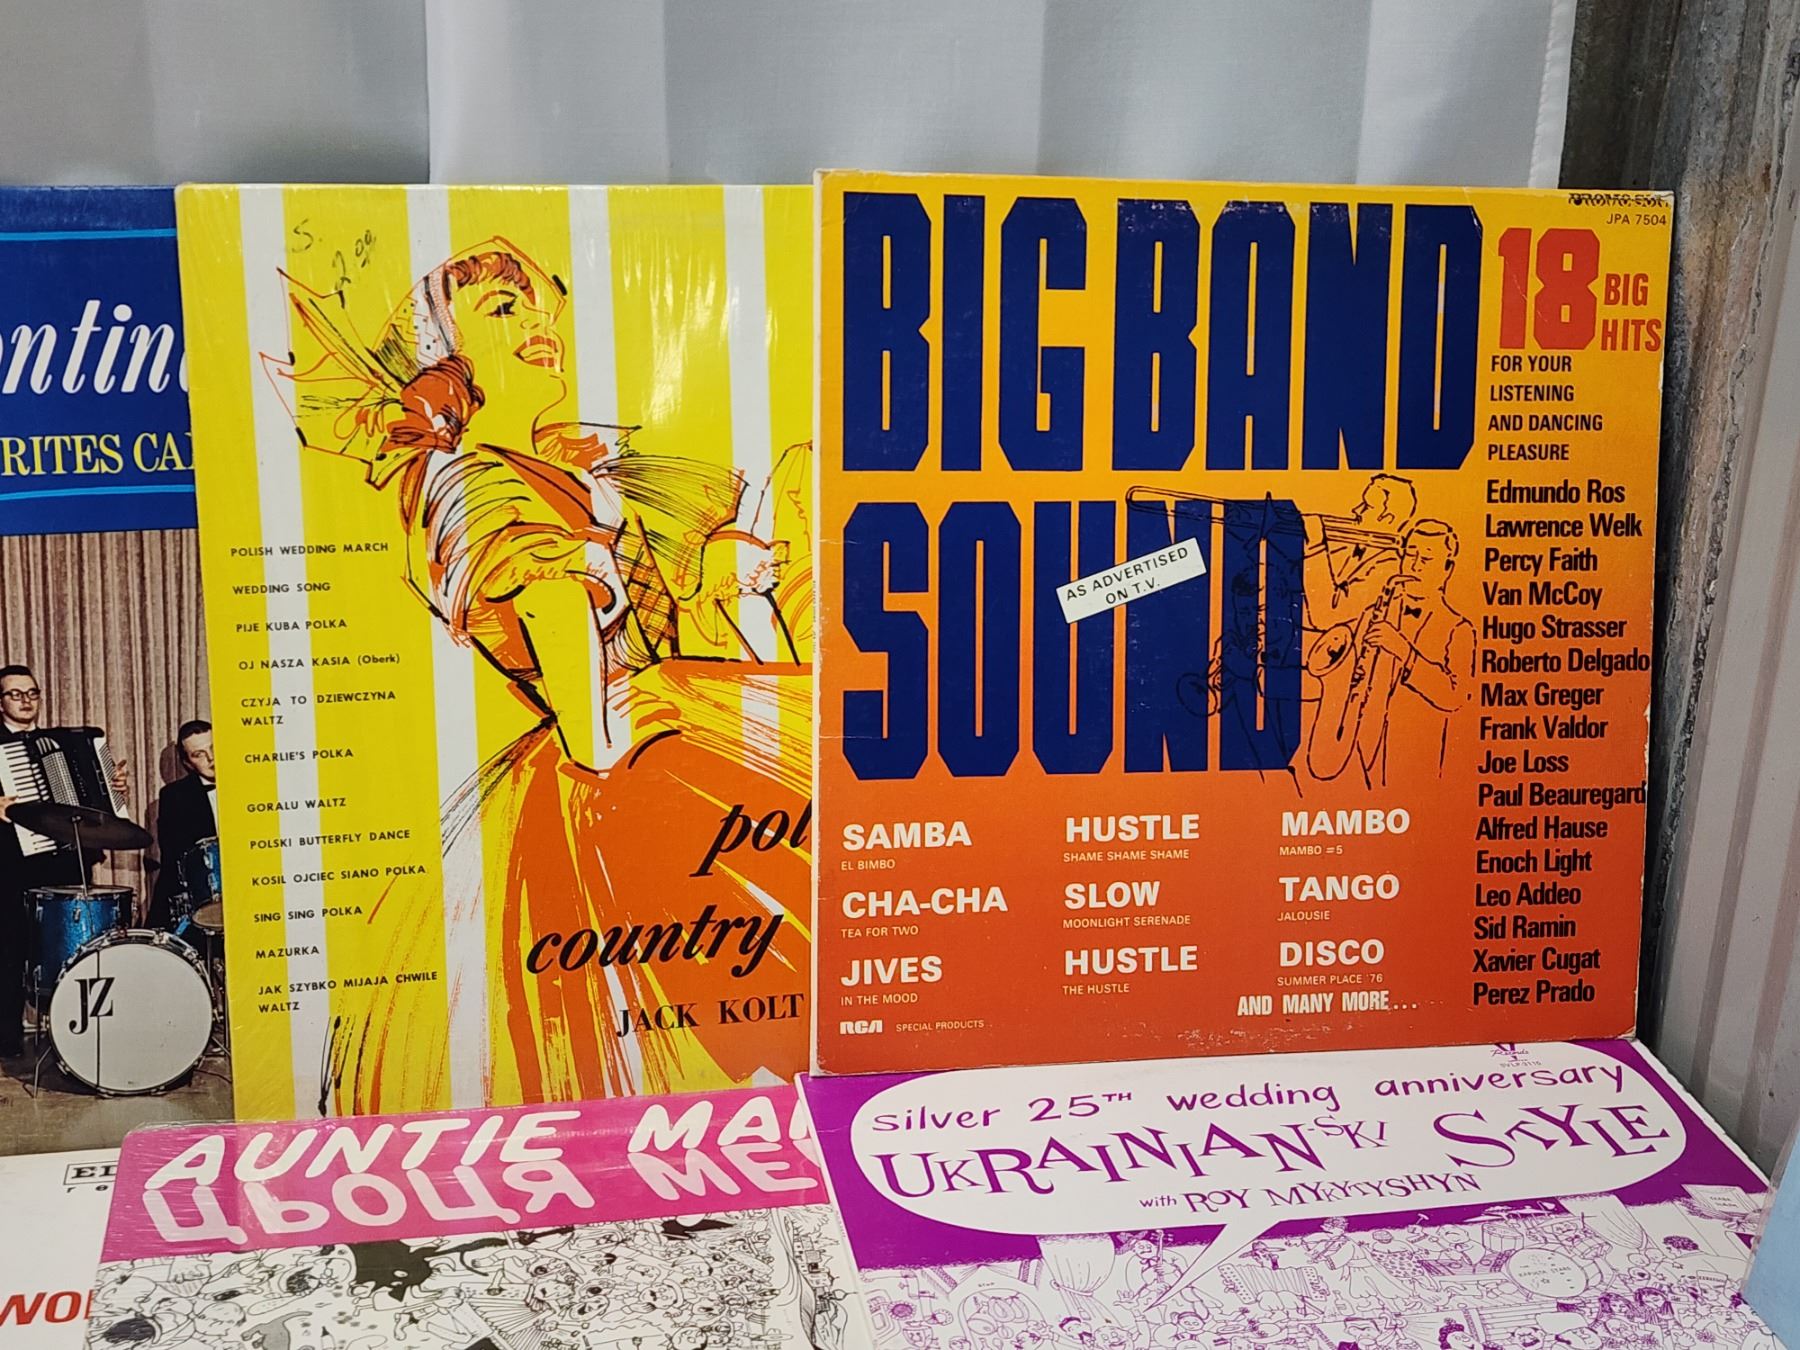 S.
2.99
POLISH WEDDING MARCH
WEDDING SONG
PIJE KUBA POLKA
OJ NASZA KASIA (Oberk)
CZYJA TO DZIEWCZYNA
WALTZ
CHARLIE'S POLKA
GORALU WALTZ
POLSKI BUTTERFLY DANCE
KOSIL OJCIEC SIANO POLKA
SING SING POLKA
MAZURKA
JAK SZYBKO MIJAJA CHWILE
WALTZ
pol
country
JACK KOLT
BIG BAND
SOUND
AS ADVERTISED
ON T.V.
JPA 7504
18 BIG
HITS
FOR YOUR
LISTENING
AND DANCING
PLEASURE
Edmundo Ros
Lawrence Welk
Percy Faith
Van McCoy
Hugo Strasser
Roberto Delgado
Max Greger
Frank Valdor
Joe Loss
Paul Beauregard
Alfred Hause
Enoch Light
Leo Addeo
Sid Ramin
Xavier Cugat
Perez Prado
SAMBA
EL BIMBO
HUSTLE
SHAME SHAME SHAME
MAMBO
MAMBO #5
CHA-CHA
TEA FOR TWO
SLOW
MOONLIGHT SERENADE
TANGO
JALOUSIE
JIVES
IN THE MOOD
HUSTLE
THE HUSTLE
DISCO
SUMMER PLACE '76
AND MANY MORE...
RCA SPECIAL PRODUCTS
ontin
RITES CA
JZ
AUNTIE MA
ЦРОЦЯ МЕ
silver 25TH wedding anniversary
UKRAINIAN-SKI STYLE
with ROY MYKYTYSHYN
WO